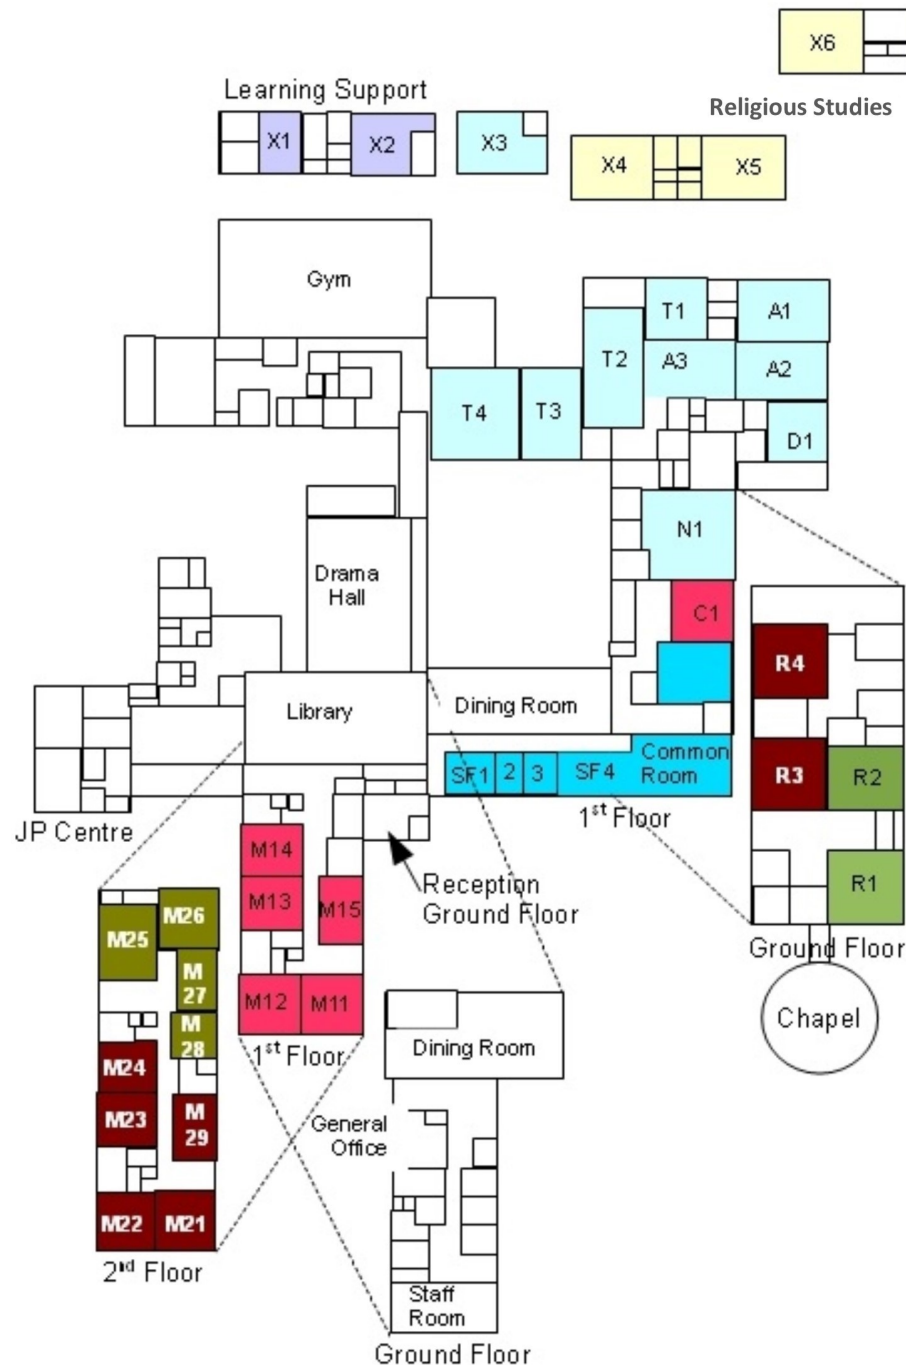 X6
Religious Studies
Learning Support
X1
X2
X3
X4
X5
Gym
T1
A1
T2
A3
A2
T4
T3
D1
N1
Drama
Hall
C1
R4
Library
Dining Room
SF1
2
3
SF4
Common
Room
1st Floor
R3
R2
JP Centre
M14
M13
M15
Reception
Ground Floor
R1
Ground Floor
M26
M25
M
27
M
28
M12
M11
1st Floor
Chapel
M24
M23
M
29
M22
M21
2nd Floor
Dining Room
General
Office
Staff
Room
Ground Floor